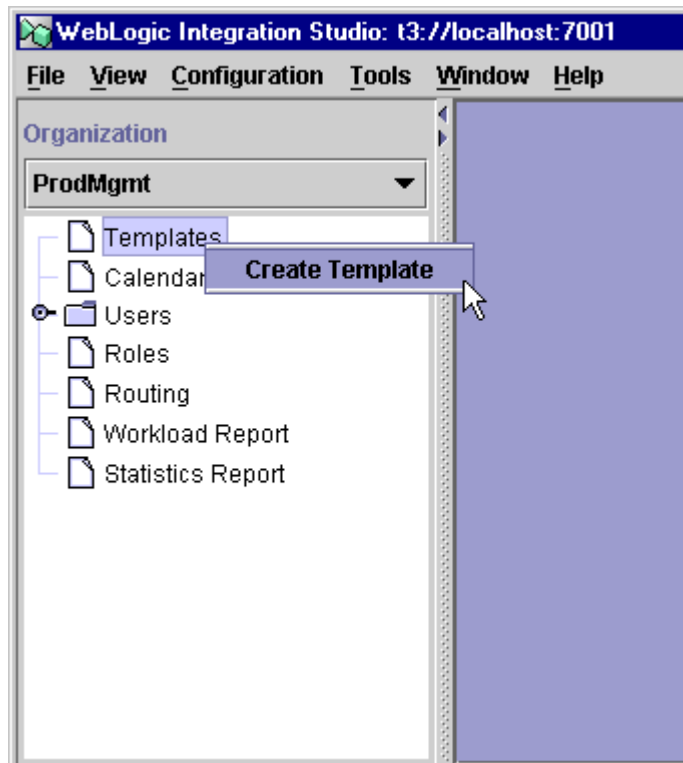 WebLogic Integration Studio: t3://localhost:7001
File View Configuration Tools Window Help
Organization
ProdMgmt
Templates
Create Template
Calendar
Users
Roles
Routing
Workload Report
Statistics Report